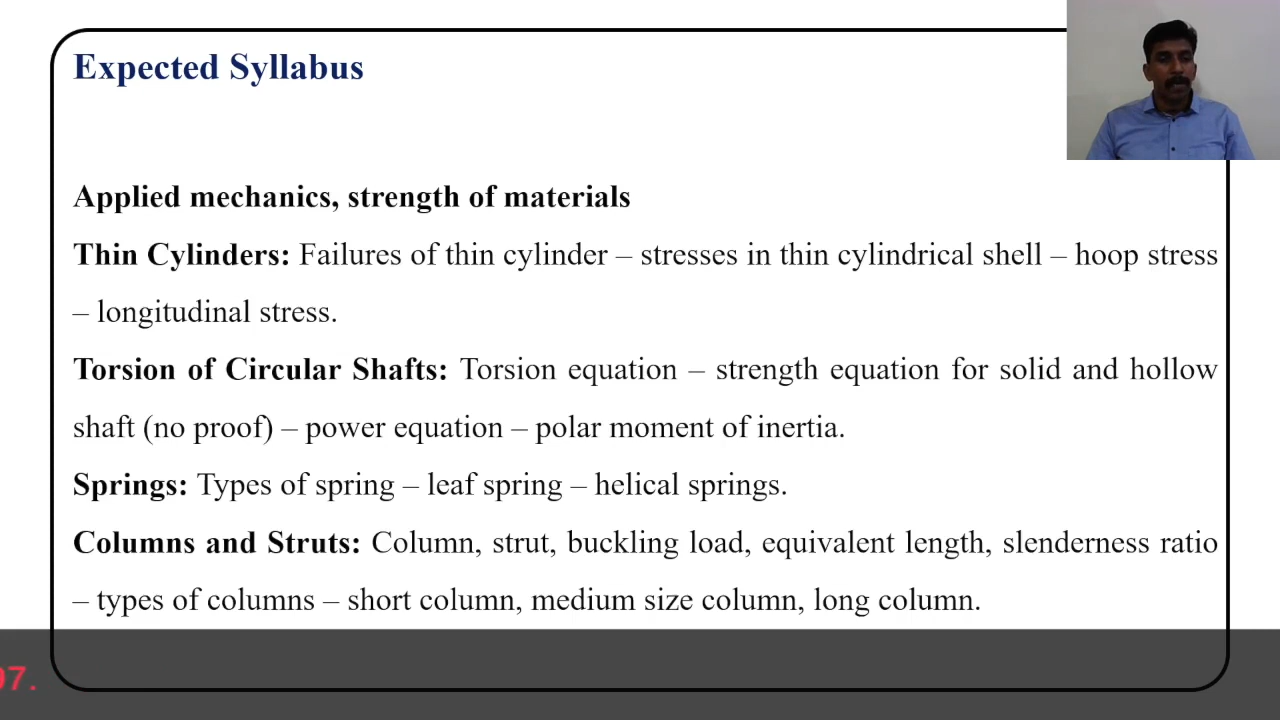 Expected Syllabus
Applied mechanics, strength of materials
Thin Cylinders: Failures of thin cylinder – stresses in thin cylindrical shell – hoop stress
– longitudinal stress.
Torsion of Circular Shafts: Torsion equation – strength equation for solid and hollow
shaft (no proof) – power equation – polar moment of inertia.
Springs: Types of spring – leaf spring – helical springs.
Columns and Struts: Column, strut, buckling load, equivalent length, slenderness ratio
– types of columns – short column, medium size column, long column.
97.